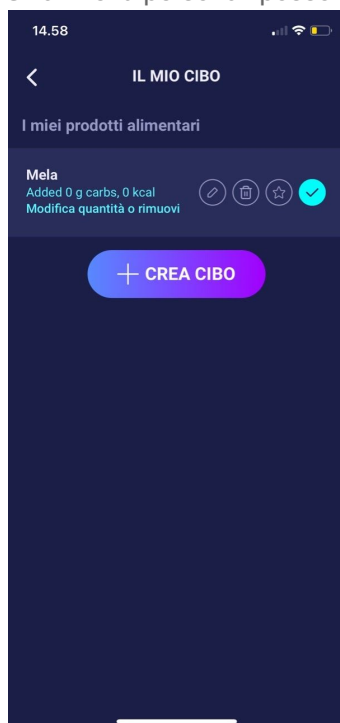 14.58
IL MIO CIBO
I miei prodotti alimentari
Mela
Added 0 g carbs, 0 kcal
Modifica quantità o rimuovi
CREA CIBO